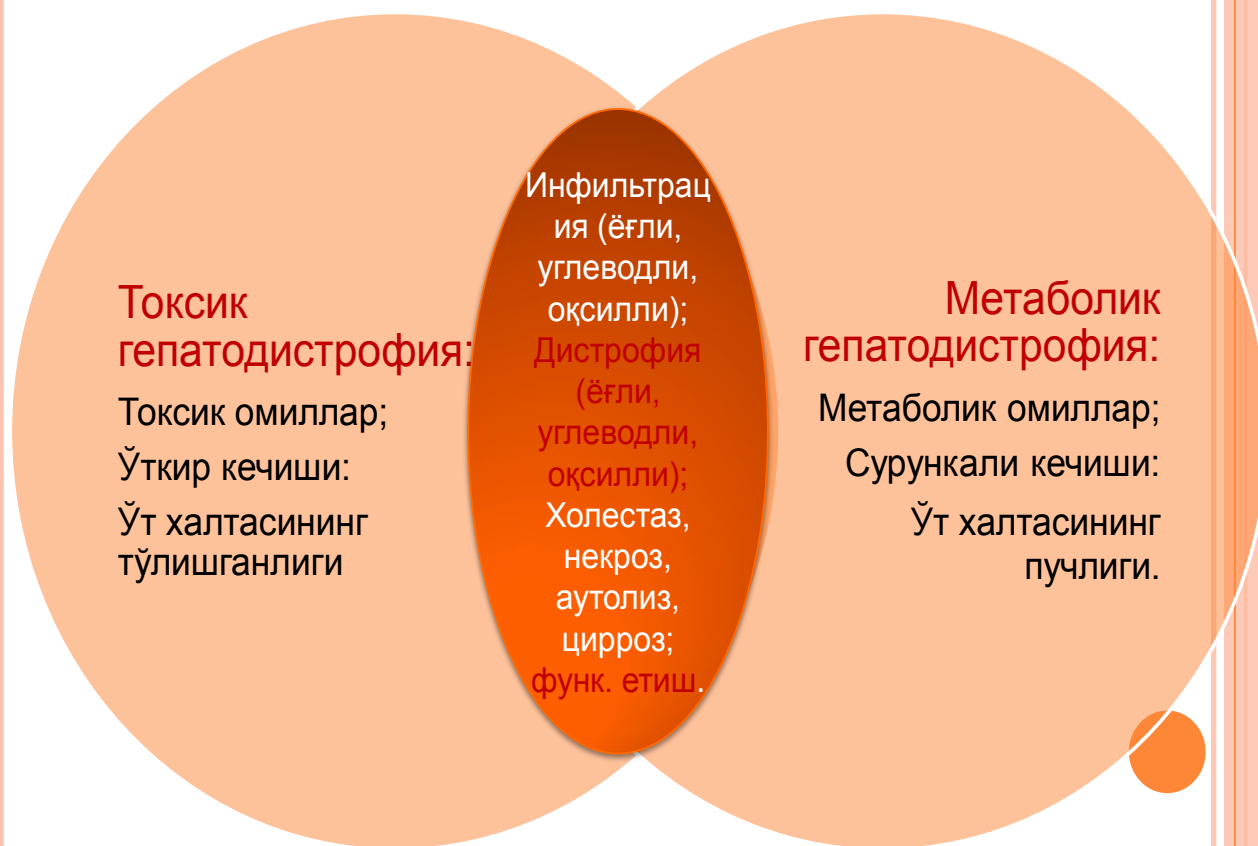 Токсик
гепатодистрофия:
Токсик омиллар;
Ўткир кечиши:
Ўт халтасининг
тўлишганлиги
Инфильтрац
ия (ёғли,
углеводли,
оқсилли);
Дистрофия
(ёғли,
углеводли,
оқсилли);
Холестаз,
некроз,
аутолиз,
цирроз;
функ. етиш.
Метаболик
гепатодистрофия:
Метаболик омиллар;
Сурункали кечиши:
Ўт халтасининг
пучлиги.